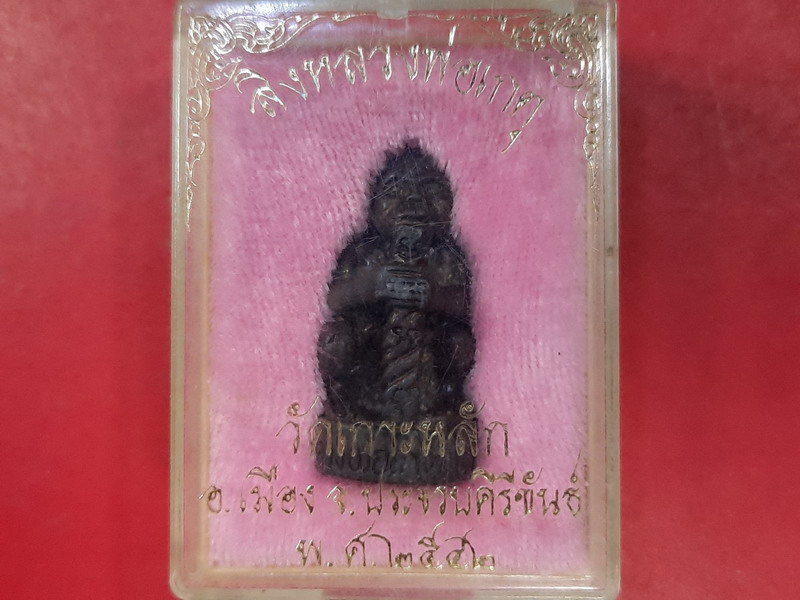 ลิงหลวงพ่อเกตุ
วัดเกาะหลัก
อ.เมือง จ.ประจวบคีรีขันธ์
พ.ศ.๒๕๔๒